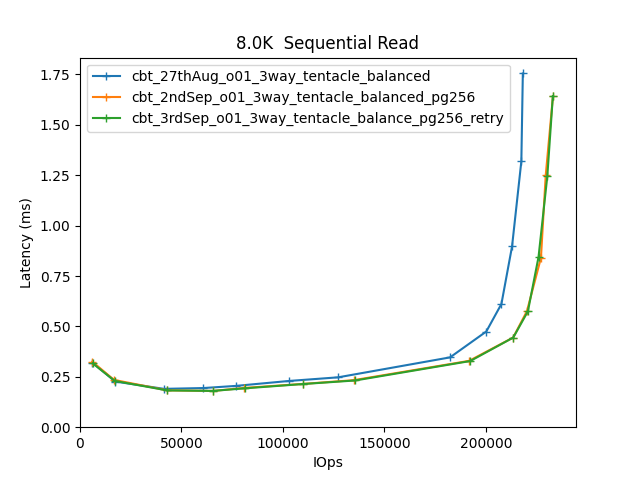 8.0K  Sequential Read
cbt_27thAug_o01_3way_tentacle_balanced
cbt_2ndSep_o01_3way_tentacle_balanced_pg256
cbt_3rdSep_o01_3way_tentacle_balance_pg256_retry
Latency (ms)
1.75
1.50
1.25
1.00
0.75
0.50
0.25
0.00
0
50000
100000
150000
200000
IOps